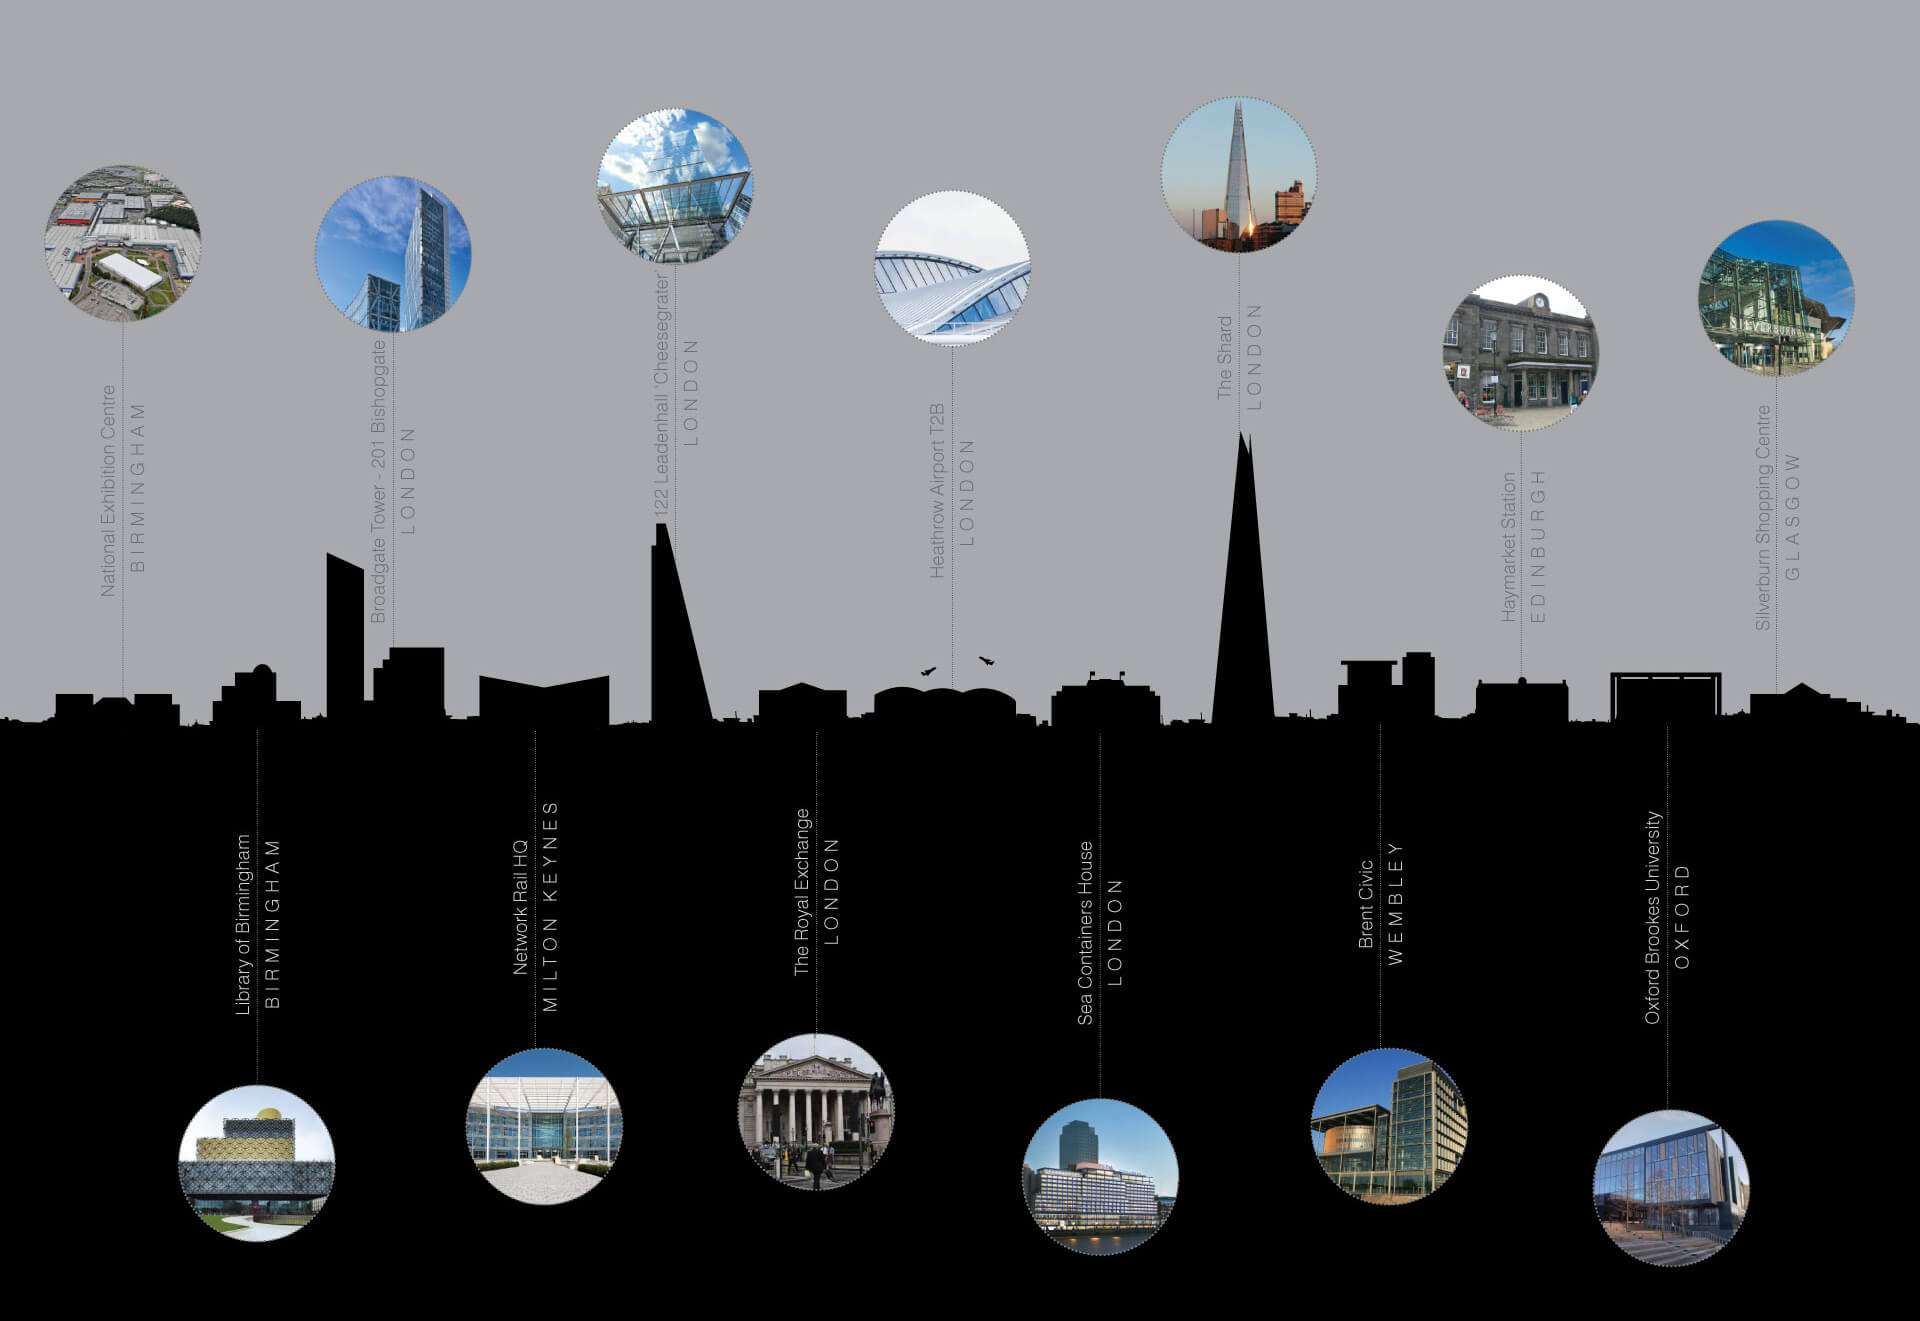 National Exhibition Centre
BIRMINGHAM
Broadgate Tower - 201 Bishopgate
LONDON
122 Leadenhall 'Cheesegrater'
LONDON
Heathrow Airport T2B
LONDON
The Shard
LONDON
Haymarket Station
EDINBURGH
Silverburn Shopping Centre
GLASGOW
Library of Birmingham
BIRMINGHAM
Network Rail HQ
MILTON KEYNES
The Royal Exchange
LONDON
Sea Containers House
LONDON
Brent Civic
WEMBLEY
Oxford Brookes University
OXFORD